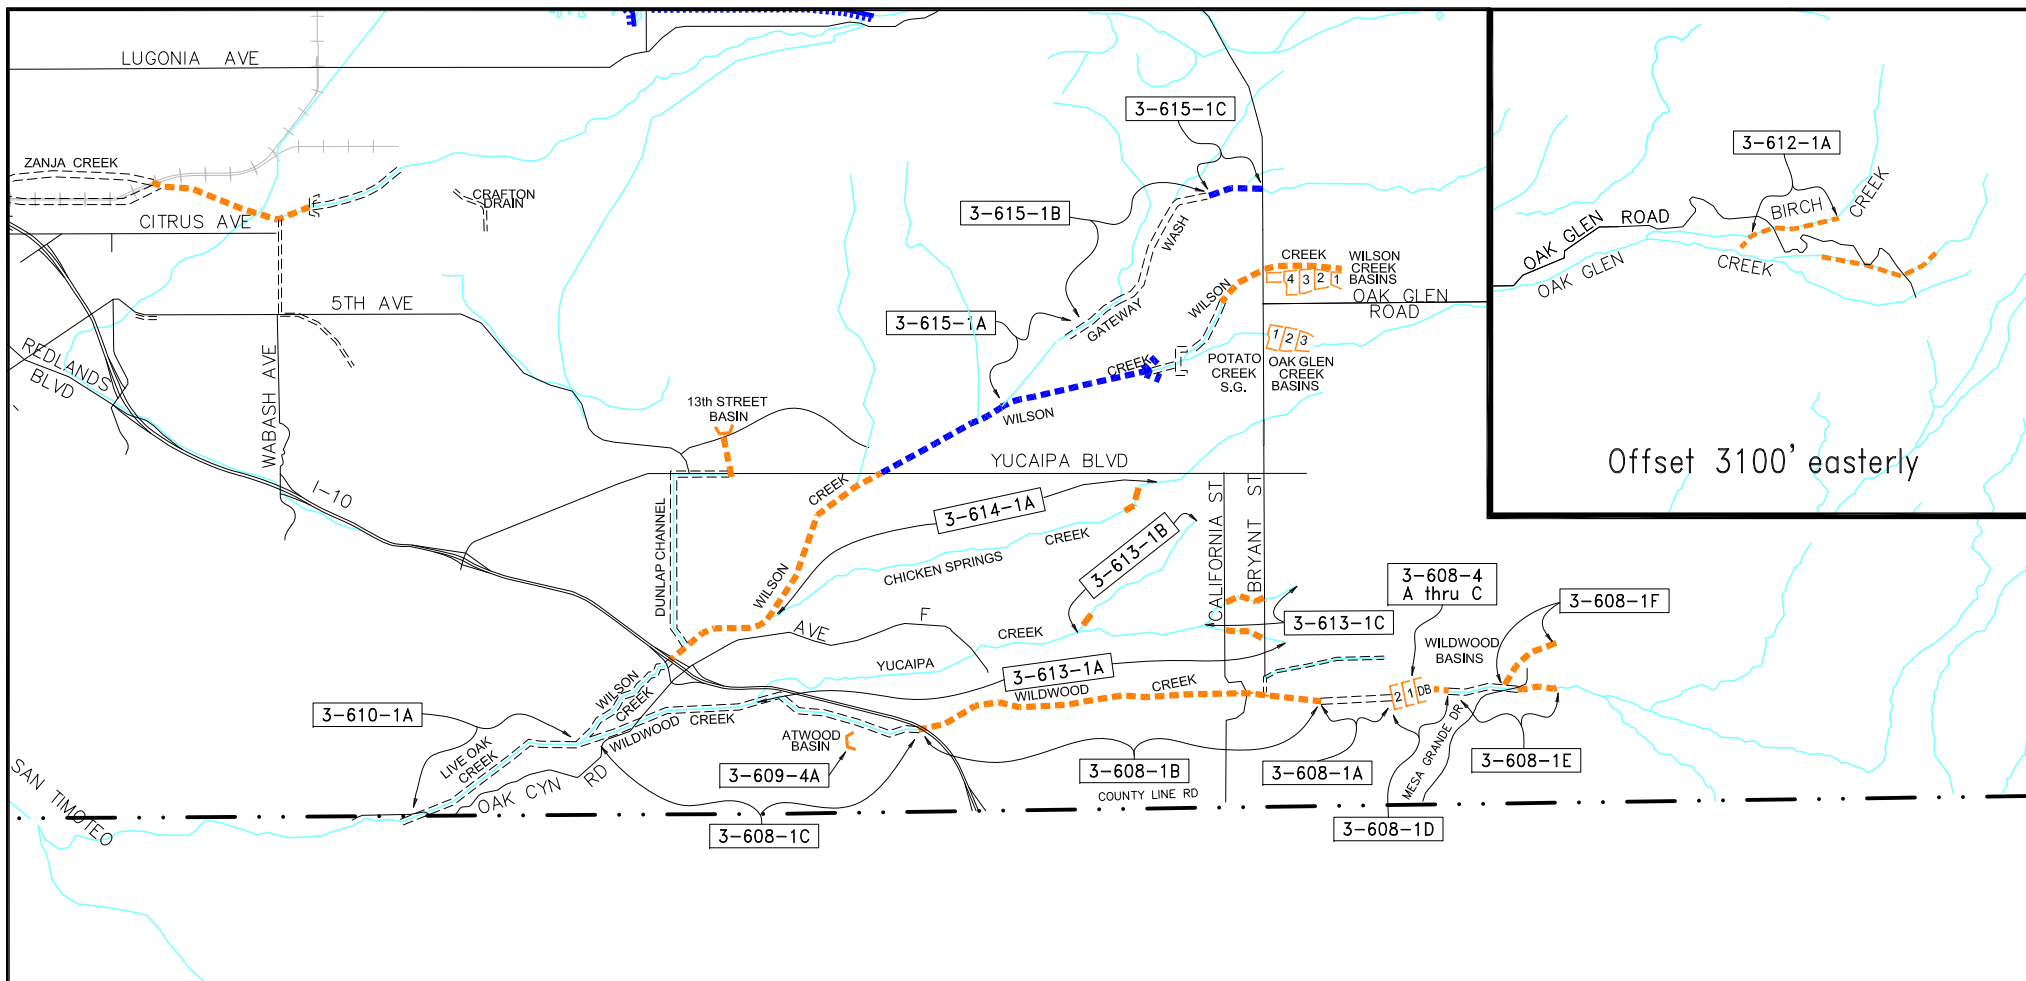 LUGONIA AVE
3-615-1C
3-612-1A
ZANJA CREEK
CRAFTON
DRAIN
CITRUS AVE
3-615-1B
WASH
BIRCH
CREEK
OAK GLEN ROAD
OAK GLEN
CREEK
CREEK
WILSON
CREEK
BASINS
4 3 2 1
WILSON
OAK GLEN
ROAD
5TH AVE
3-615-1A
GATEWAY
1 2 3
REDLANDS
BLVD
WABASH AVE
CREEK
POTATO
CREEK
S.G.
OAK GLEN
CREEK
BASINS
13th STREET
BASIN
WILSON
YUCAIPA BLVD
Offset 3100' easterly
I-10
CREEK
DUNLAP CHANNEL
3-614-1A
CREEK
CHICKEN SPRINGS
3-613-1B
CALIFORNIA ST
BRYANT ST
WILSON
3-608-4
A thru C
3-608-1F
AVE F
3-613-1C
CREEK
YUCAIPA
WILDWOOD
BASINS
3-613-1A
WILDWOOD CREEK
2 1 DB
WILSON
CREEK
3-610-1A
WILDWOOD CREEK
ATWOOD
BASIN
LIVE OAK
CREEK
3-609-4A
3-608-1B
3-608-1A
MESA GRANDE DR
3-608-1E
OAK CYN RD
COUNTY LINE RD
SAN TIMOTEO
3-608-1C
3-608-1D